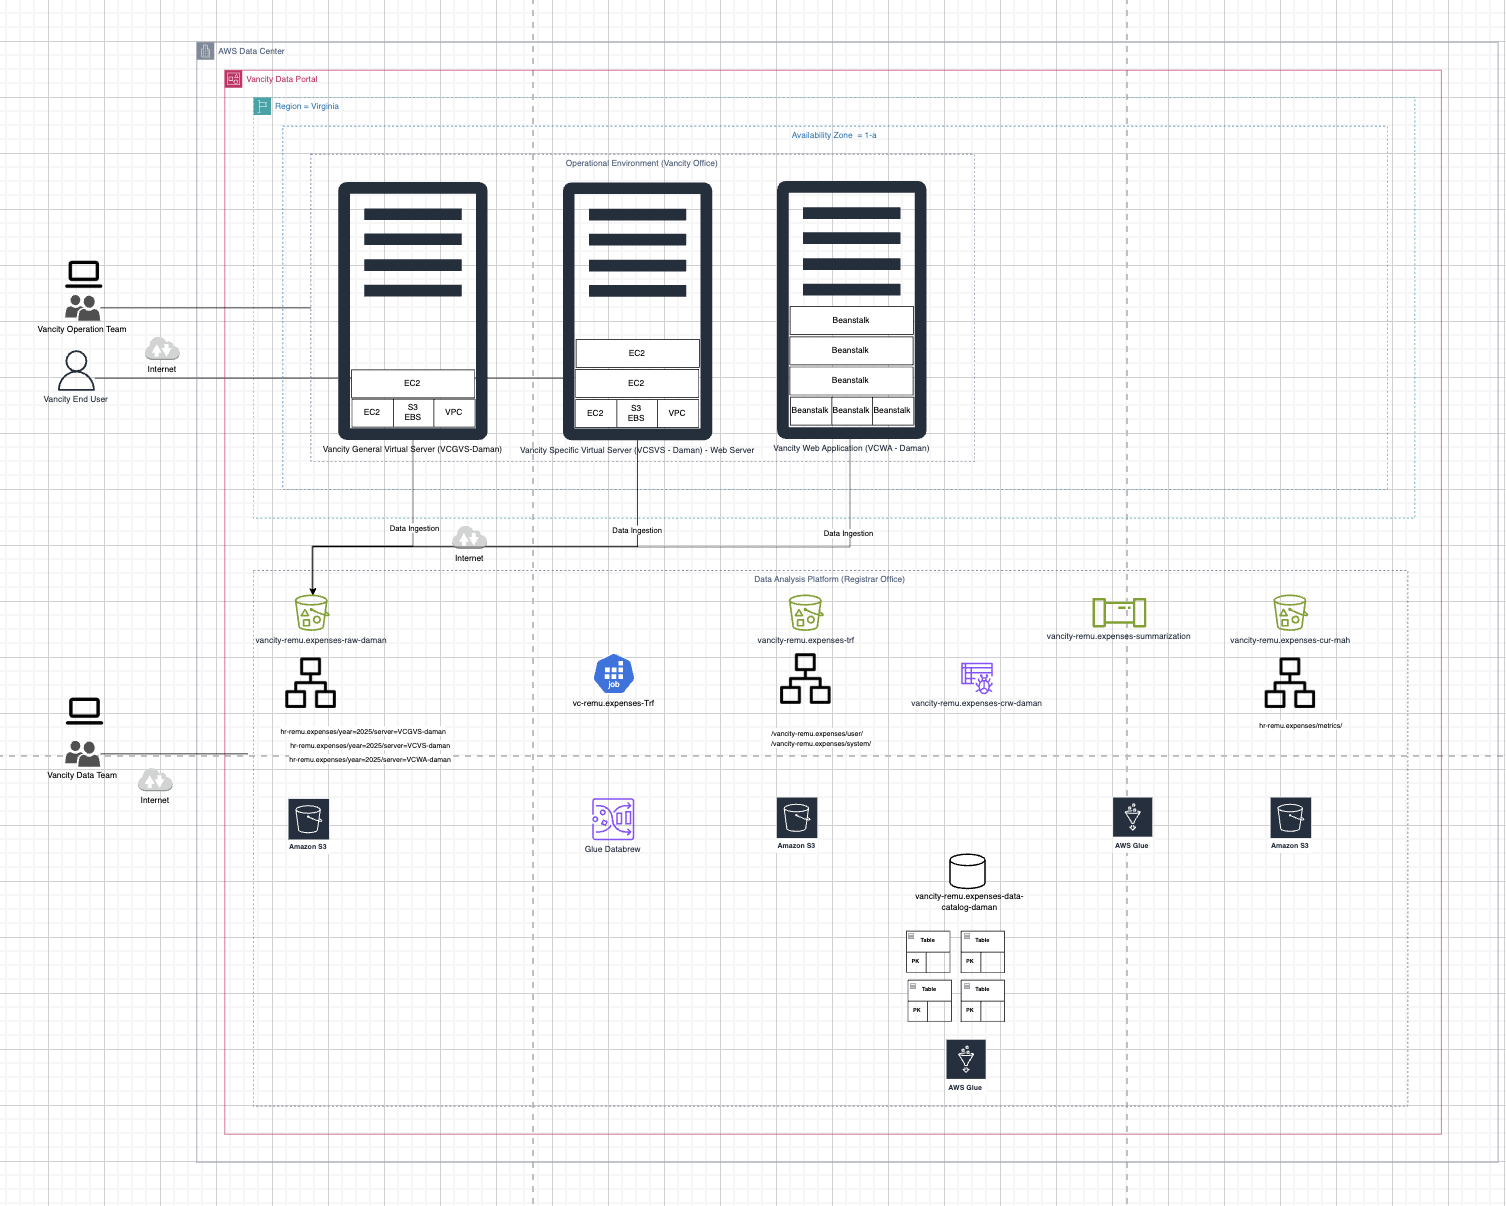 AWS Data Center
Vancity Data Portal
Region = Virginia
Availability Zone  = 1-a
Operational Environment (Vancity Office)
Vancity Operation Team
Internet
Vancity End User
EC2
EC2
S3
EBS
VPC
Vancity General Virtual Server (VCGVS-Daman)
EC2
EC2
EC2
S3
EBS
VPC
Vancity Specific Virtual Server (VCSVS - Daman) - Web Server
Beanstalk
Beanstalk
Beanstalk
Beanstalk
Beanstalk
Beanstalk
Vancity Web Application (VCWA - Daman)
Data Ingestion
Data Ingestion
Data Ingestion
Internet
Data Analysis Platform (Registrar Office)
vancity-remu.expenses-raw-daman
vancity-remu.expenses-trf
vancity-remu.expenses-summarization
vancity-remu.expenses-cur-mah
vc-remu.expenses-Trf
job
vancity-remu.expenses-crw-daman
hr-remu.expenses/year=2025/server=VCGVS-daman
hr-remu.expenses/year=2025/server=VCVS-daman
hr-remu.expenses/year=2025/server=VCWA-daman
/vancity-remu.expenses/user/
/vancity-remu.expenses/system/
hr-remu.expenses/metrics/
Vancity Data Team
Internet
Amazon S3
Glue Databrew
Amazon S3
AWS Glue
Amazon S3
vancity-remu.expenses-data-
catalog-daman
Table
PK
Table
PK
Table
PK
Table
PK
AWS Glue